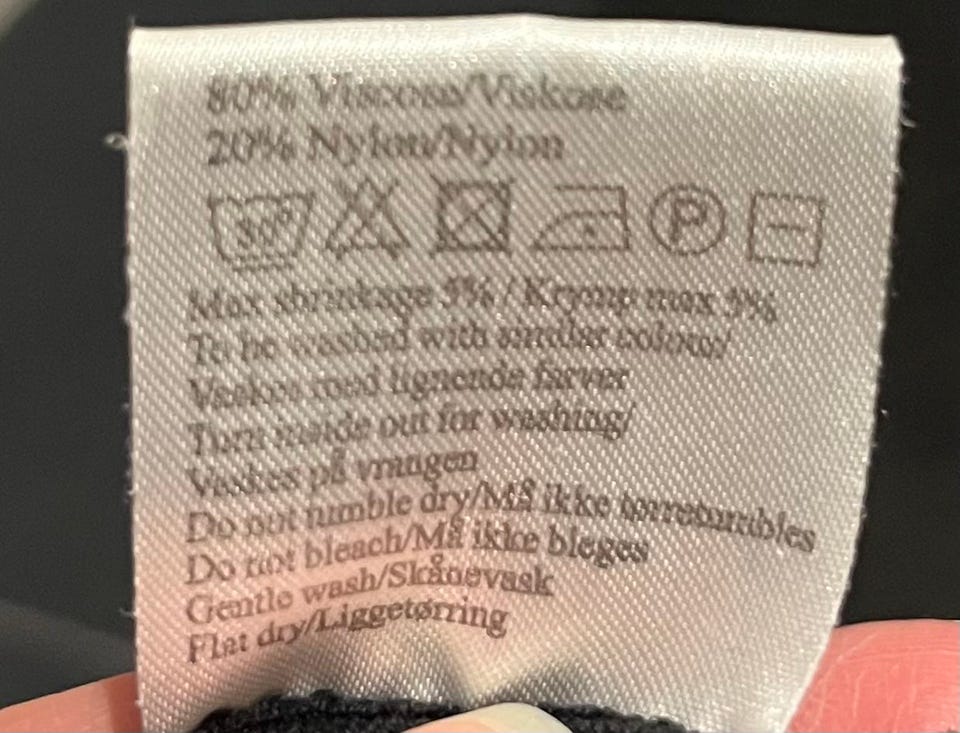 80% Viscose/Viskose
20% Nylon/Nylon
30° P
Max shrinkage 5% / Krymp max 5%
To be washed with similar colour/
Vaskes med lignende farver
Turn inside out for washing/
Vaskes på vrangen
Do not tumble dry/Må ikke tørretumbles
Do not bleach/Må ikke bleges
Gentle wash/Skånevask
Flat dry/Liggetørring